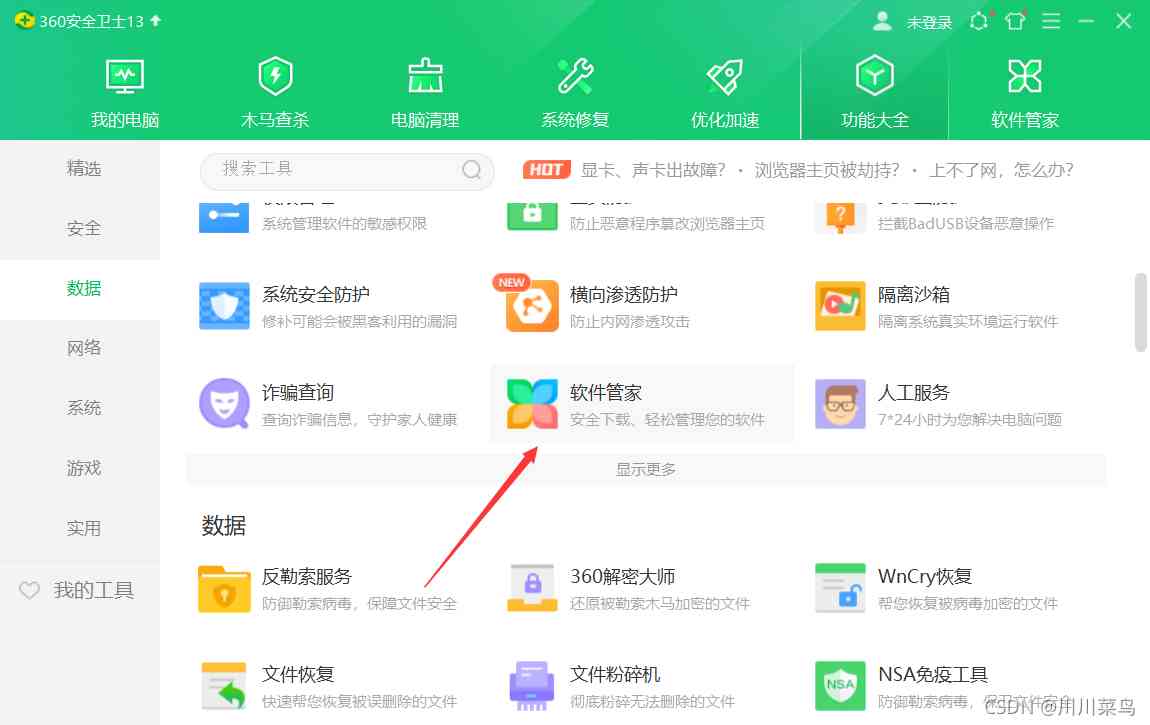 360安全卫士13
未登录
我的电脑
木马查杀
电脑清理
系统修复
优化加速
功能大全
软件管家
精选
安全
数据
网络
系统
游戏
实用
我的工具
搜索工具
HOT 显卡、声卡出故障? · 浏览器主页被劫持? · 上不了网，怎么办?
系统管理软件的敏感权限
防止恶意程序篡改浏览器主页
拦截BadUSB设备恶意操作
系统安全防护
修补可能会被黑客利用的漏洞
NEW
横向渗透防护
防止内网渗透攻击
隔离沙箱
隔离系统真实环境运行软件
诈骗查询
查询诈骗信息，守护家人健康
软件管家
安全下载、轻松管理您的软件
人工服务
7*24小时为您解决电脑问题
显示更多
数据
反勒索服务
防御勒索病毒，保障文件安全
360解密大师
还原被勒索木马加密的文件
WnCry恢复
帮您恢复被病毒加密的文件
文件恢复
快速帮您恢复被误删除的文件
文件粉碎机
彻底粉碎无法删除的文件
NSA
NSA免疫工具
防御勒索病毒，保卫文件安全
CSDN @川川菜鸟